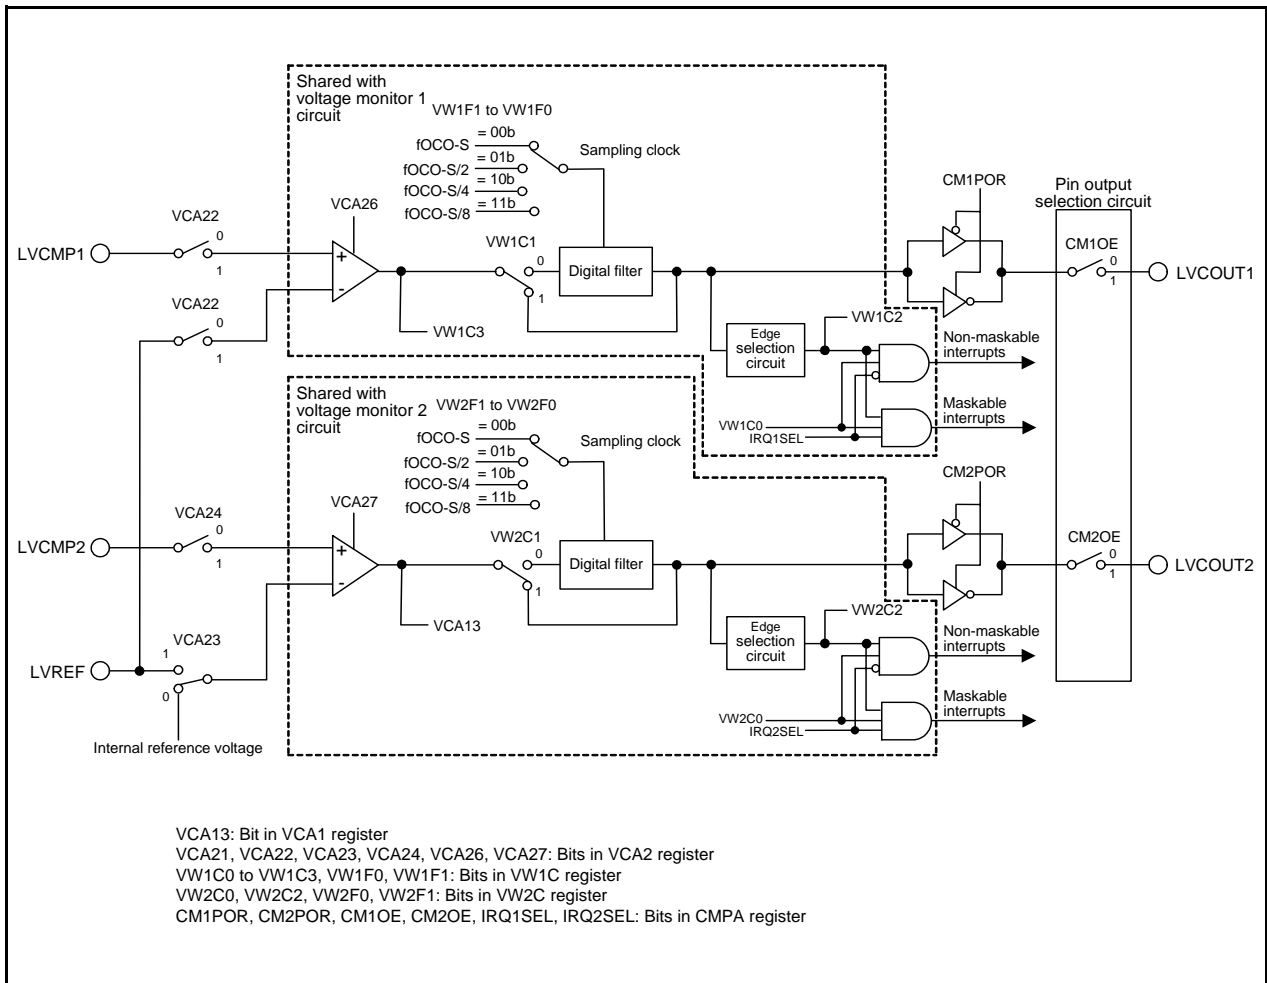 Shared with
voltage monitor 1
circuit
VW1F1 to VW1F0
= 00b
fOCO-S
= 01b
fOCO-S/2
= 10b
fOCO-S/4
= 11b
fOCO-S/8
Sampling clock
VCA22
0
1
LVCMP1
VCA26
+
-
VW1C1
0
1
Digital filter
VW1C3
VCA22
0
1
CM1POR
Pin output
selection circuit
CM1OE
0
1
LVCOUT1
VW1C2
Edge
selection
circuit
Non-maskable
interrupts
Maskable
interrupts
VW1C0
IRQ1SEL
Shared with
voltage monitor 2
circuit
VW2F1 to VW2F0
= 00b
fOCO-S
= 01b
fOCO-S/2
= 10b
fOCO-S/4
= 11b
fOCO-S/8
Sampling clock
VCA24
0
1
LVCMP2
VCA27
+
-
VW2C1
0
1
Digital filter
VCA13
CM2POR
CM2OE
0
1
LVCOUT2
VW2C2
Edge
selection
circuit
Non-maskable
interrupts
Maskable
interrupts
VW2C0
IRQ2SEL
VCA23
1
0
LVREF
Internal reference voltage
VCA13: Bit in VCA1 register
VCA21, VCA22, VCA23, VCA24, VCA26, VCA27: Bits in VCA2 register
VW1C0 to VW1C3, VW1F0, VW1F1: Bits in VW1C register
VW2C0, VW2C2, VW2F0, VW2F1: Bits in VW2C register
CM1POR, CM2POR, CM1OE, CM2OE, IRQ1SEL, IRQ2SEL: Bits in CMPA register